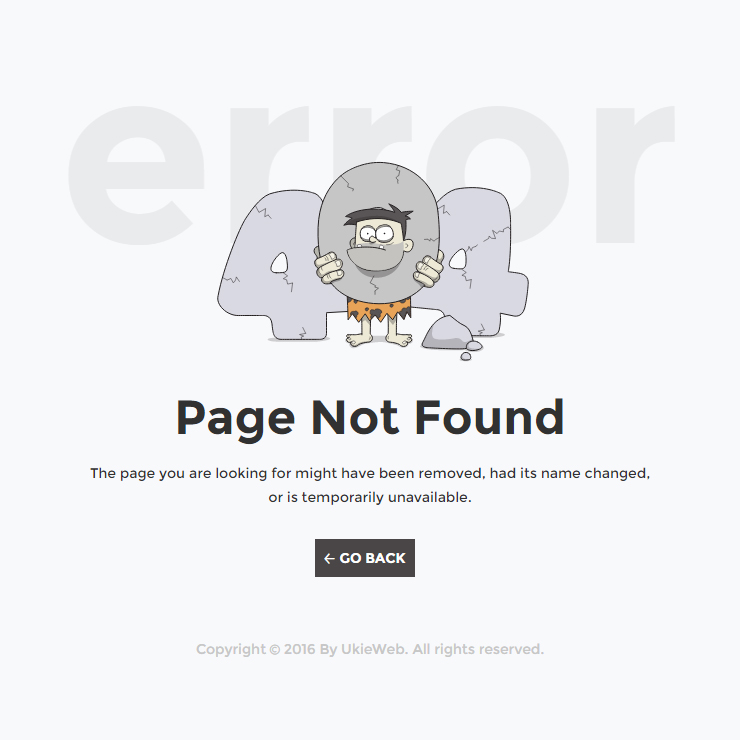 error
404
Page Not Found
The page you are looking for might have been removed, had its name changed,
or is temporarily unavailable.
← GO BACK
Copyright © 2016 By UkieWeb. All rights reserved.